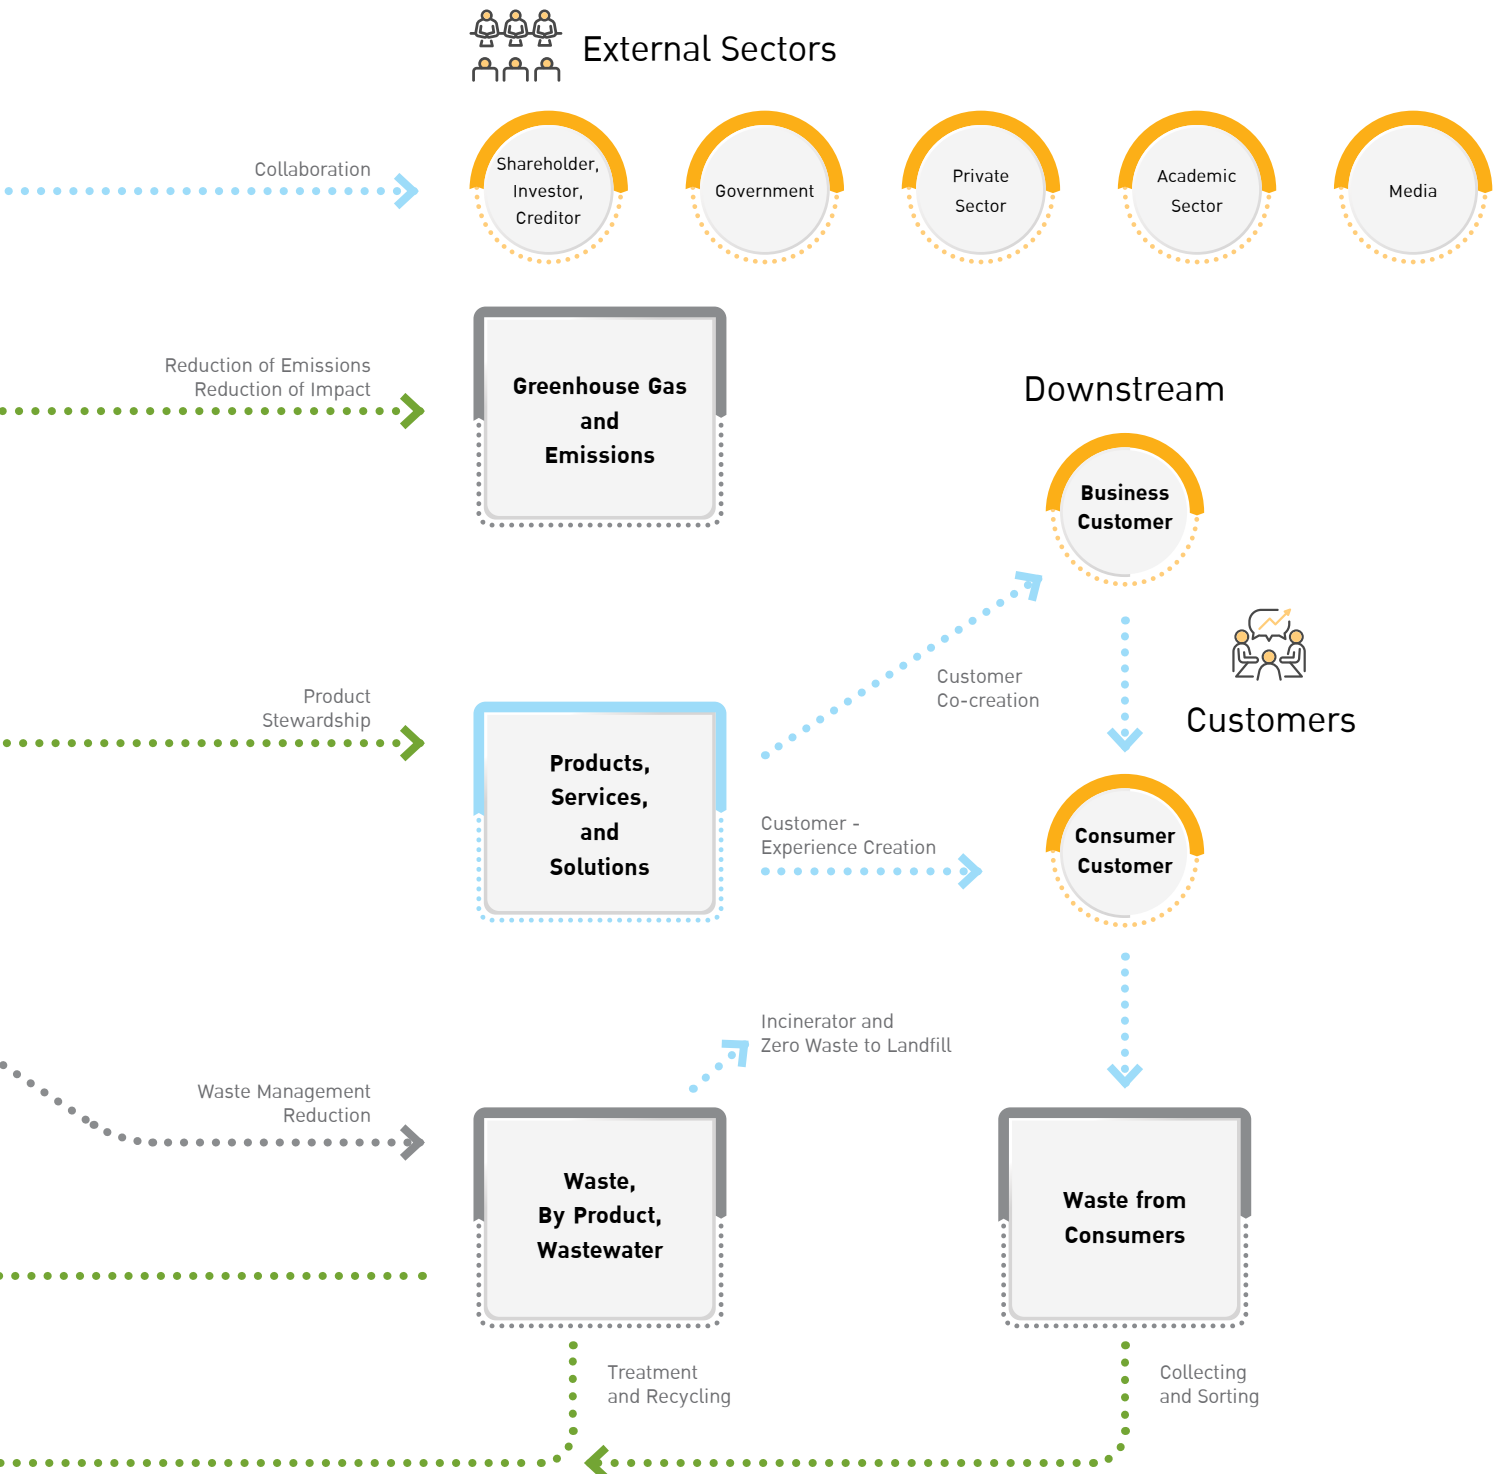 External Sectors
Collaboration
Shareholder,
Investor,
Creditor
Government
Private
Sector
Academic
Sector
Media
Reduction of Emissions
Reduction of Impact
Greenhouse Gas
and
Emissions
Downstream
Business
Customer
Customer
Co-creation
Customers
Product
Stewardship
Products,
Services,
and
Solutions
Customer -
Experience Creation
Consumer
Customer
Incinerator and
Zero Waste to Landfill
Waste Management
Reduction
Waste,
By Product,
Wastewater
Waste from
Consumers
Treatment
and Recycling
Collecting
and Sorting